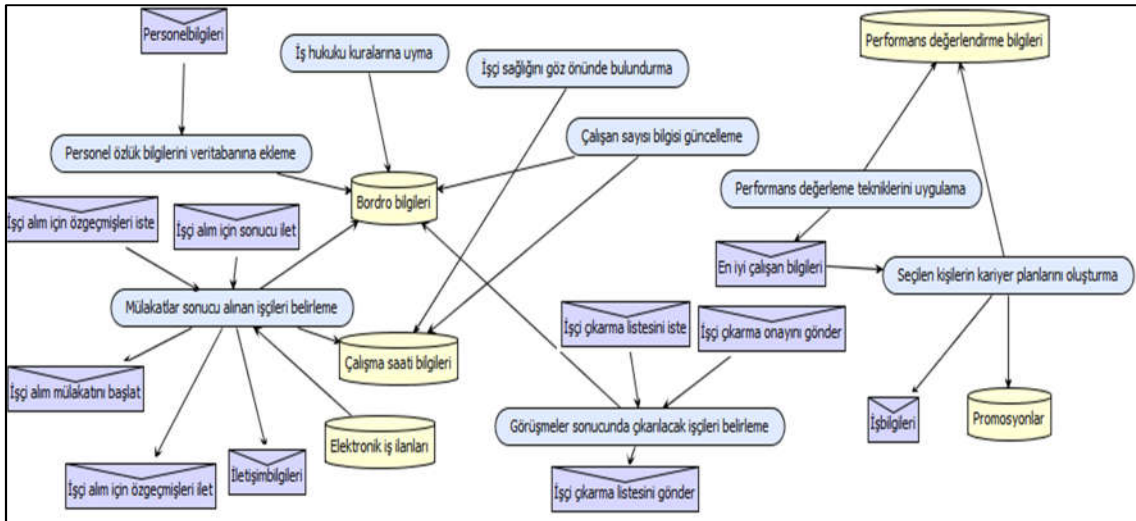 Personelbilgileri
İş hukuku kuralarına uyma
İşçi sağlığını göz önünde bulundurma
Performans değerlendirme bilgileri
Personel özlük bilgilerini veritabanına ekleme
Çalışan sayısı bilgisi güncelleme
Bordro bilgileri
Performans değerleme tekniklerini uygulama
İşçi alım için özgeçmişleri iste
İşçi alım için sonucu ilet
En iyi çalışan bilgileri
Seçilen kişilerin kariyer planlarını oluşturma
Mülakatlar sonucu alınan işçileri belirleme
İşçi çıkarma listesini iste
İşçi çıkarma onayını gönder
Çalışma saati bilgileri
İşçi alım mülakatını başlat
Elektronik iş ilanları
Görüşmeler sonucunda çıkarılacak işçileri belirleme
İşbilgileri
Promosyonlar
İşçi alım için özgeçmişleri ilet
İletişimbilgileri
İşçi çıkarma listesini gönder